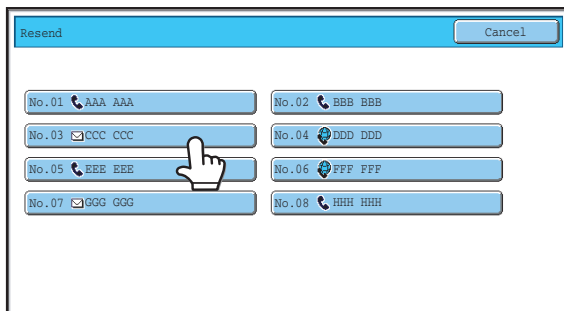 Resend Cancel
No.01 AAA AAA No.02 BBB BBB
No.03 CCC CCC No.04 DDD DDD
No.05 EEE EEE No.06 FFF FFF
No.07 GGG GGG No.08 HHH HHH